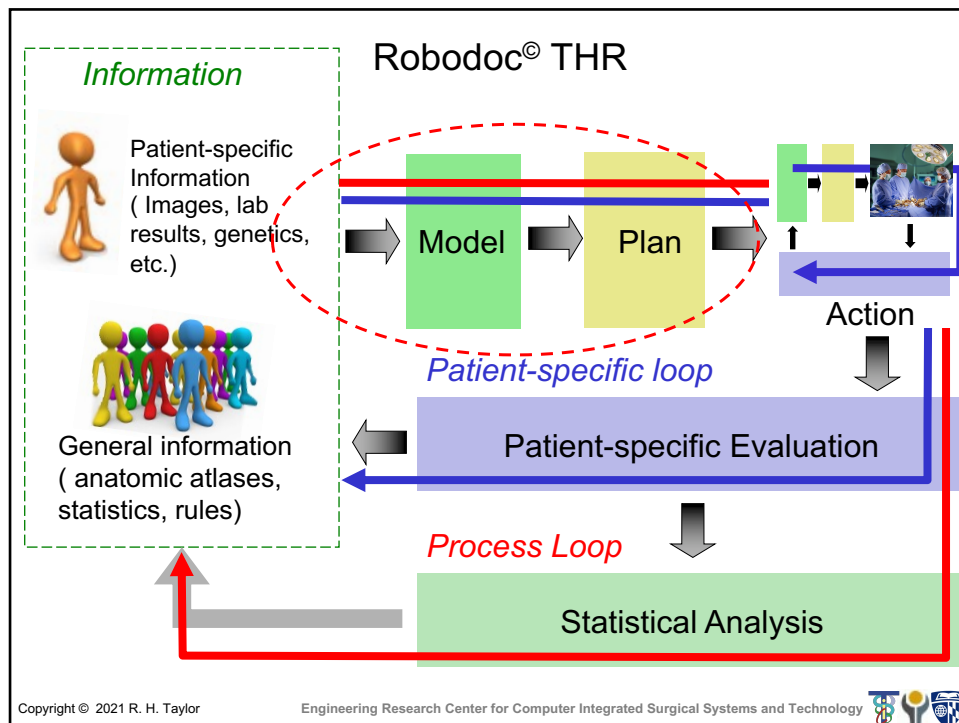 Robodoc© THR
Information
Patient-specific
Information
( Images, lab
results, genetics,
etc.)
Model
Plan
Action
Patient-specific loop
General information
( anatomic atlases,
statistics, rules)
Patient-specific Evaluation
Process Loop
Statistical Analysis
Copyright © 2021 R. H. Taylor
Engineering Research Center for Computer Integrated Surgical Systems and Technology